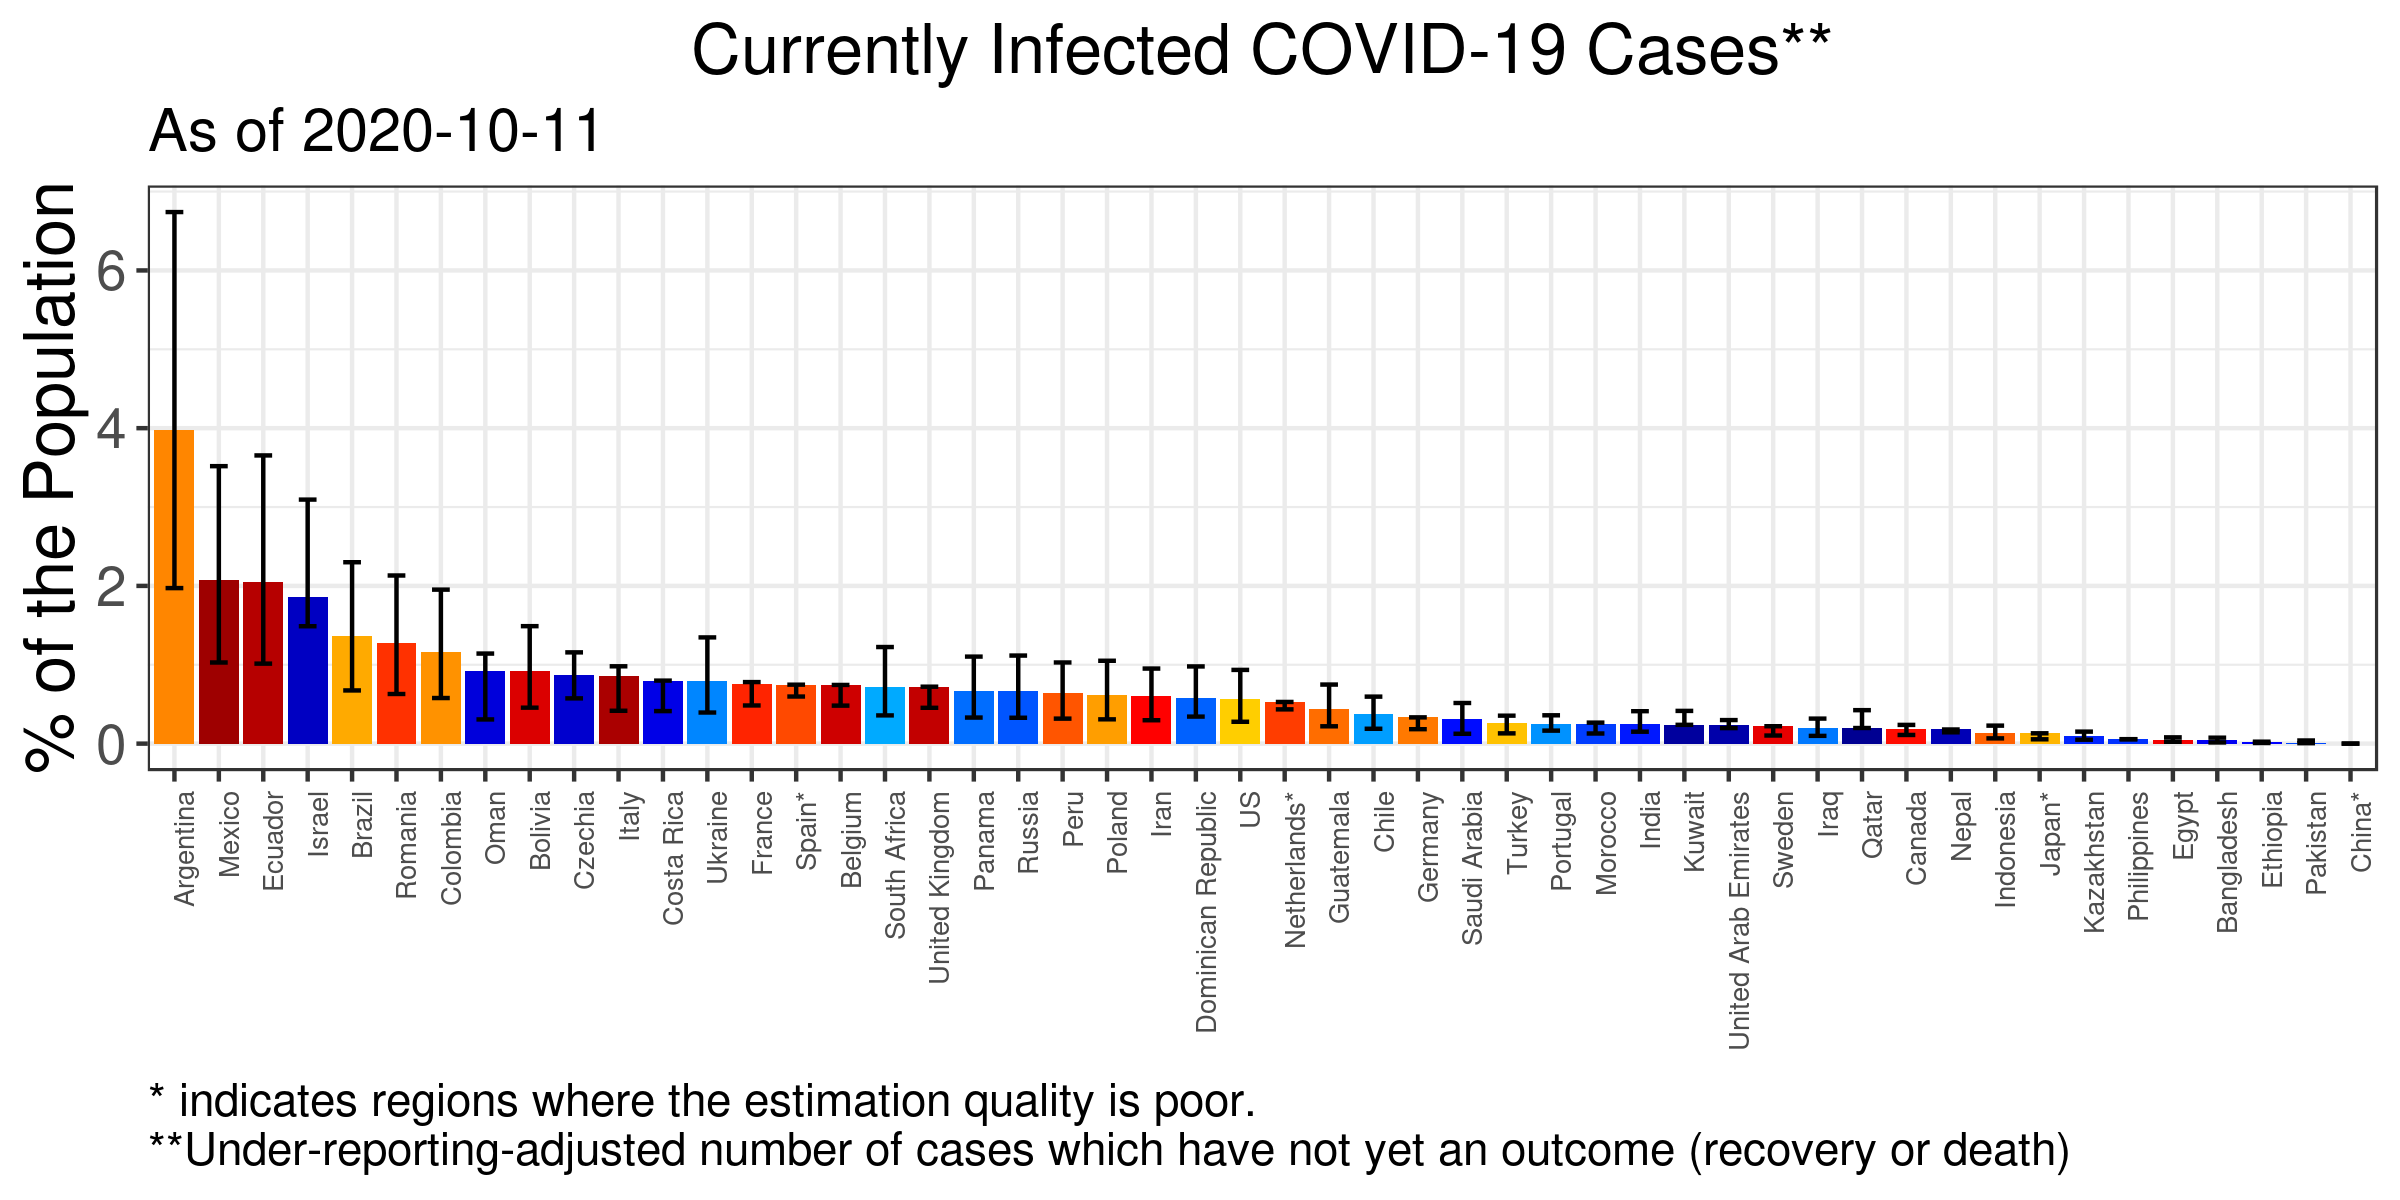 Currently Infected COVID-19 Cases**
As of 2020-10-11
% of the Population
6
4
2
0
Argentina
Mexico
Ecuador
Israel
Brazil
Romania
Colombia
Oman
Bolivia
Czechia
Italy
Costa Rica
Ukraine
France
Spain*
Belgium
South Africa
United Kingdom
Panama
Russia
Peru
Poland
Iran
Dominican Republic
US
Netherlands*
Guatemala
Chile
Germany
Saudi Arabia
Turkey
Portugal
Morocco
India
Kuwait
United Arab Emirates
Sweden
Iraq
Qatar
Canada
Nepal
Indonesia
Japan*
Kazakhstan
Philippines
Egypt
Bangladesh
Ethiopia
Pakistan
China*
* indicates regions where the estimation quality is poor.
**Under-reporting-adjusted number of cases which have not yet an outcome (recovery or death)